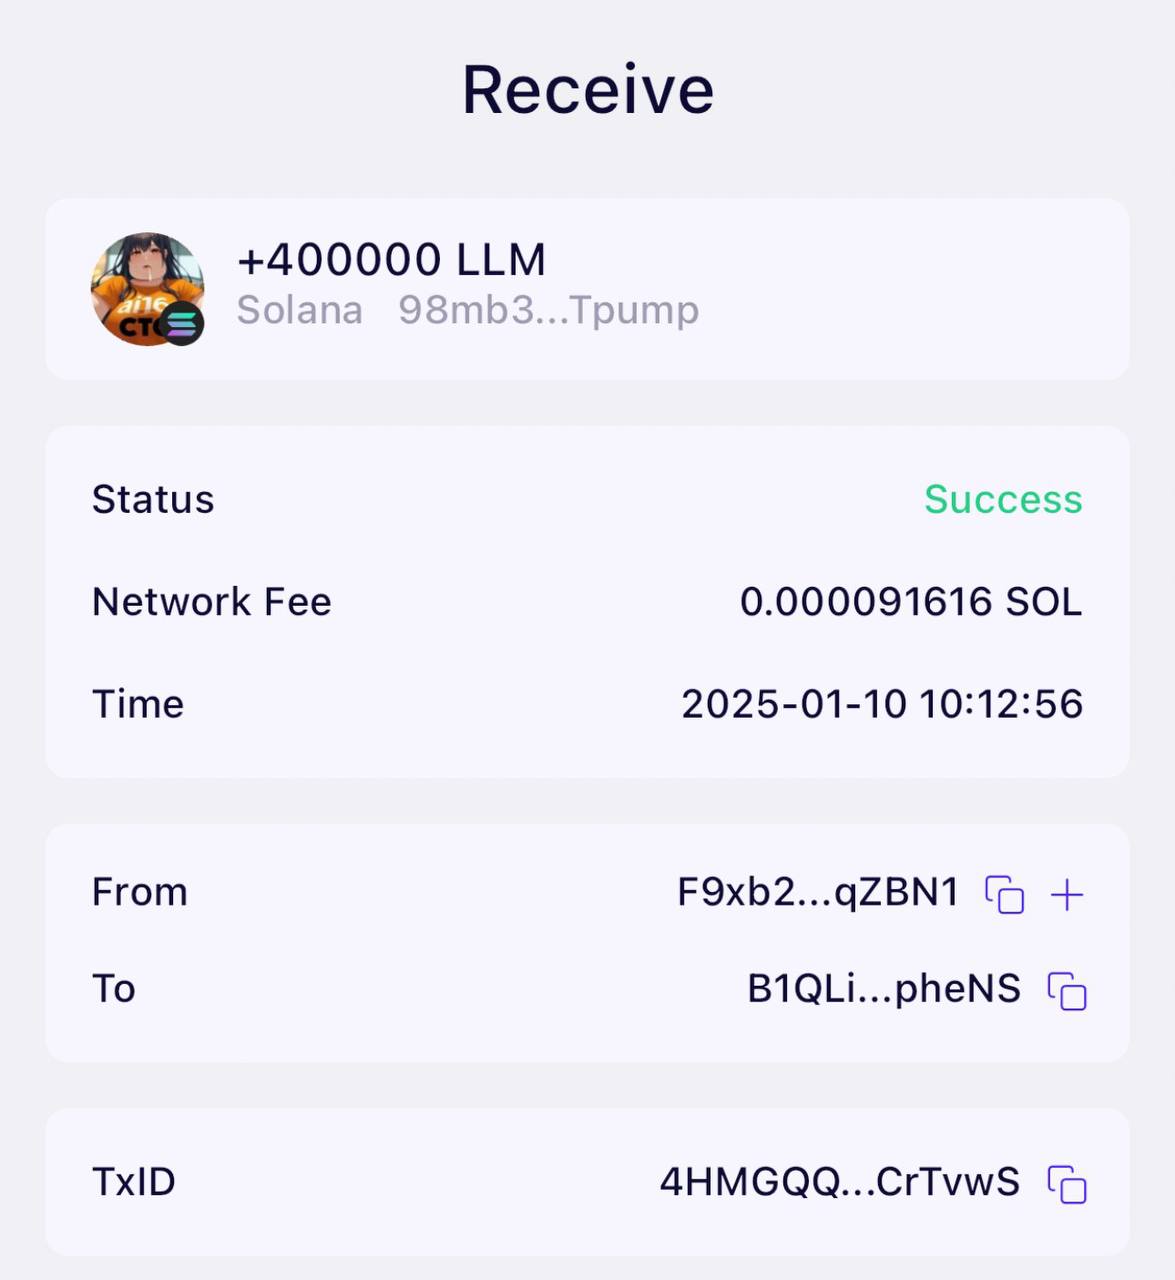 Receive
+400000 LLM
ai16
CTO
Solana 98mb3...Tpump
Status Success
Network Fee 0.000091616 SOL
Time 2025-01-10 10:12:56
From F9xb2...qZBN1
To B1QLi...pheNS
TxID 4HMGQQ...CrTvwS